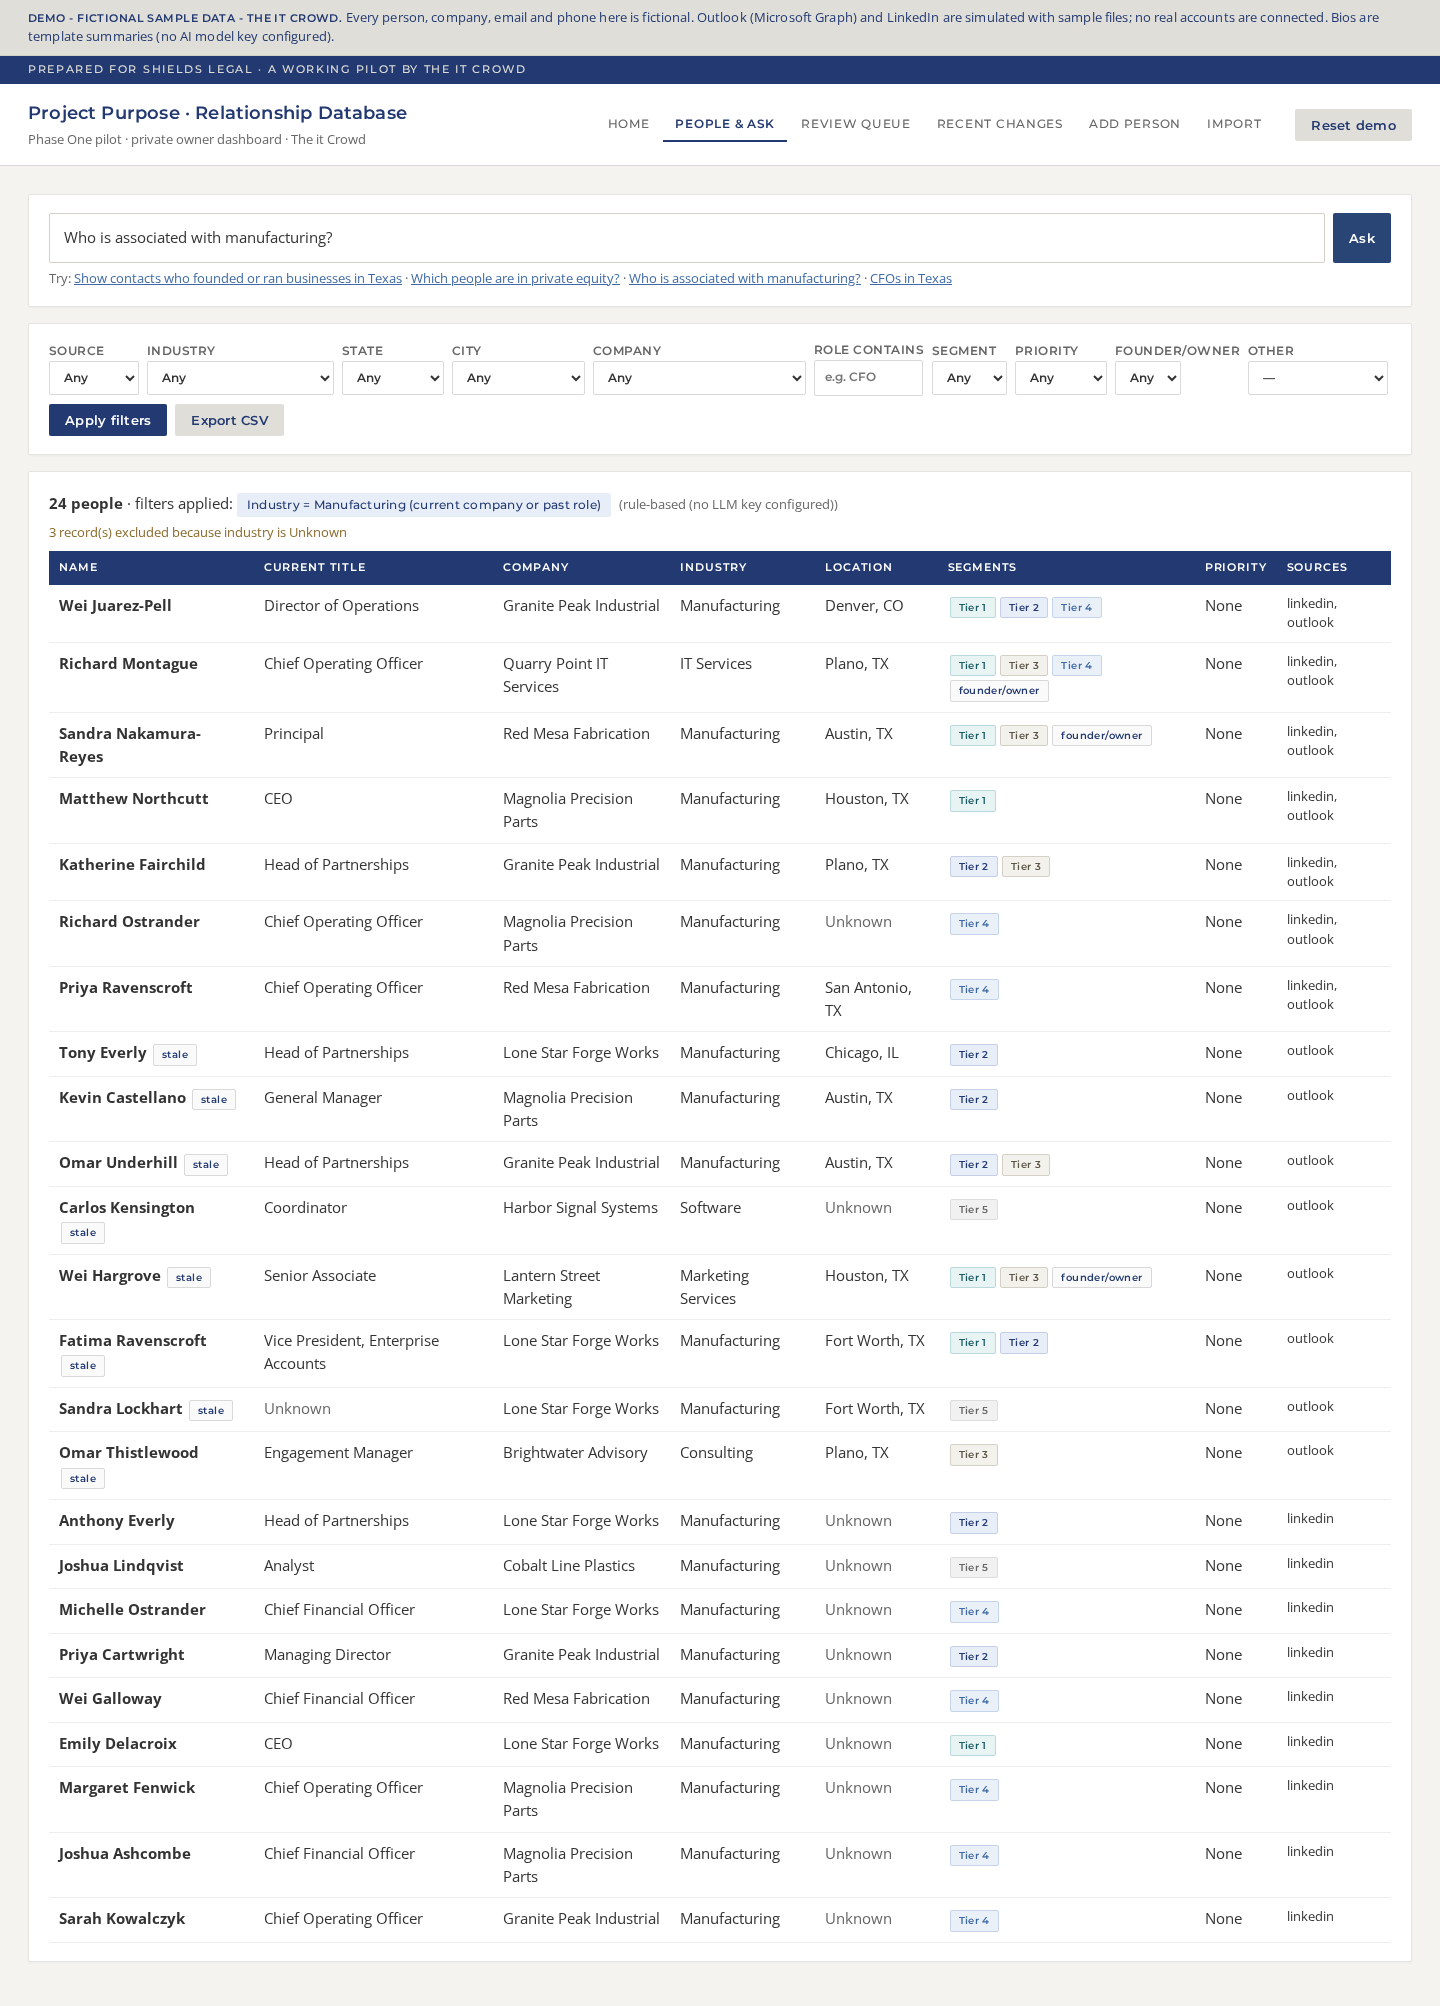 DEMO - FICTIONAL SAMPLE DATA - THE IT CROWD. Every person, company, email and phone here is fictional. Outlook (Microsoft Graph) and LinkedIn are simulated with sample files; no real accounts are connected. Bios are
template summaries (no AI model key configured).
PREPARED FOR SHIELDS LEGAL · A WORKING PILOT BY THE IT CROWD
Project Purpose · Relationship Database
Phase One pilot · private owner dashboard · The it Crowd
HOME PEOPLE & ASK REVIEW QUEUE RECENT CHANGES ADD PERSON IMPORT Reset demo
Who is associated with manufacturing? Ask
Try: Show contacts who founded or ran businesses in Texas · Which people are in private equity? · Who is associated with manufacturing? · CFOs in Texas
SOURCE INDUSTRY STATE CITY COMPANY ROLE CONTAINS SEGMENT PRIORITY FOUNDER/OWNER OTHER
Any Any Any Any Any e.g. CFO Any Any Any —
Apply filters Export CSV
24 people · filters applied: Industry = Manufacturing (current company or past role) (rule-based (no LLM key configured))
3 record(s) excluded because industry is Unknown
NAME CURRENT TITLE COMPANY INDUSTRY LOCATION SEGMENTS PRIORITY SOURCES
Wei Juarez-Pell Director of Operations Granite Peak Industrial Manufacturing Denver, CO Tier 1 Tier 2 Tier 4 None linkedin,
outlook
Richard Montague Chief Operating Officer Quarry Point IT IT Services Plano, TX Tier 1 Tier 3 Tier 4 None linkedin,
Services founder/owner outlook
Sandra Nakamura- Principal Red Mesa Fabrication Manufacturing Austin, TX Tier 1 Tier 3 founder/owner None linkedin,
Reyes outlook
Matthew Northcutt CEO Magnolia Precision Manufacturing Houston, TX Tier 1 None linkedin,
Parts outlook
Katherine Fairchild Head of Partnerships Granite Peak Industrial Manufacturing Plano, TX Tier 2 Tier 3 None linkedin,
outlook
Richard Ostrander Chief Operating Officer Magnolia Precision Manufacturing Unknown Tier 4 None linkedin,
Parts outlook
Priya Ravenscroft Chief Operating Officer Red Mesa Fabrication Manufacturing San Antonio, Tier 4 None linkedin,
TX outlook
Tony Everly stale Head of Partnerships Lone Star Forge Works Manufacturing Chicago, IL Tier 2 None outlook
Kevin Castellano stale General Manager Magnolia Precision Manufacturing Austin, TX Tier 2 None outlook
Parts
Omar Underhill stale Head of Partnerships Granite Peak Industrial Manufacturing Austin, TX Tier 2 Tier 3 None outlook
Carlos Kensington Coordinator Harbor Signal Systems Software Unknown Tier 5 None outlook
stale
Wei Hargrove stale Senior Associate Lantern Street Marketing Houston, TX Tier 1 Tier 3 founder/owner None outlook
Marketing Services
Fatima Ravenscroft Vice President, Enterprise Lone Star Forge Works Manufacturing Fort Worth, TX Tier 1 Tier 2 None outlook
stale Accounts
Sandra Lockhart stale Unknown Lone Star Forge Works Manufacturing Fort Worth, TX Tier 5 None outlook
Omar Thistlewood Engagement Manager Brightwater Advisory Consulting Plano, TX Tier 3 None outlook
stale
Anthony Everly Head of Partnerships Lone Star Forge Works Manufacturing Unknown Tier 2 None linkedin
Joshua Lindqvist Analyst Cobalt Line Plastics Manufacturing Unknown Tier 5 None linkedin
Michelle Ostrander Chief Financial Officer Lone Star Forge Works Manufacturing Unknown Tier 4 None linkedin
Priya Cartwright Managing Director Granite Peak Industrial Manufacturing Unknown Tier 2 None linkedin
Wei Galloway Chief Financial Officer Red Mesa Fabrication Manufacturing Unknown Tier 4 None linkedin
Emily Delacroix CEO Lone Star Forge Works Manufacturing Unknown Tier 1 None linkedin
Margaret Fenwick Chief Operating Officer Magnolia Precision Manufacturing Unknown Tier 4 None linkedin
Parts
Joshua Ashcombe Chief Financial Officer Magnolia Precision Manufacturing Unknown Tier 4 None linkedin
Parts
Sarah Kowalczyk Chief Operating Officer Granite Peak Industrial Manufacturing Unknown Tier 4 None linkedin